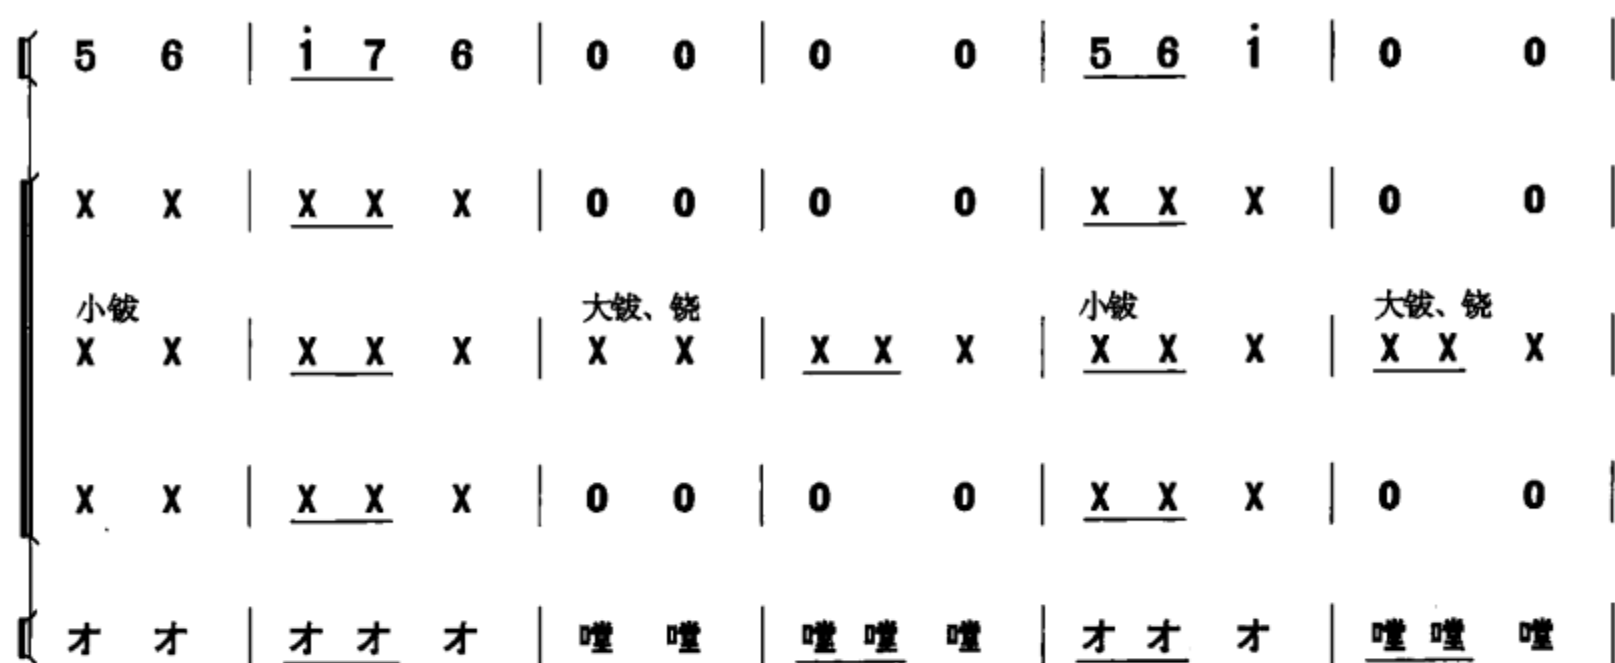 5 6 | i̇ 7 6 | 0 0 | 0 0 | 5 6 i̇ | 0 0 |
X X | X X X | 0 0 | 0 0 | X X X | 0 0 |
小钹 大钹、铙 小钹 大钹、铙
X X | X X X | X X | X X X | X X X | X X X |
X X | X X X | 0 0 | 0 0 | X X X | 0 0 |
才 才 | 才 才 才 | 嘡 嘡 | 嘡 嘡 嘡 | 才 才 才 | 嘡 嘡 嘡 |